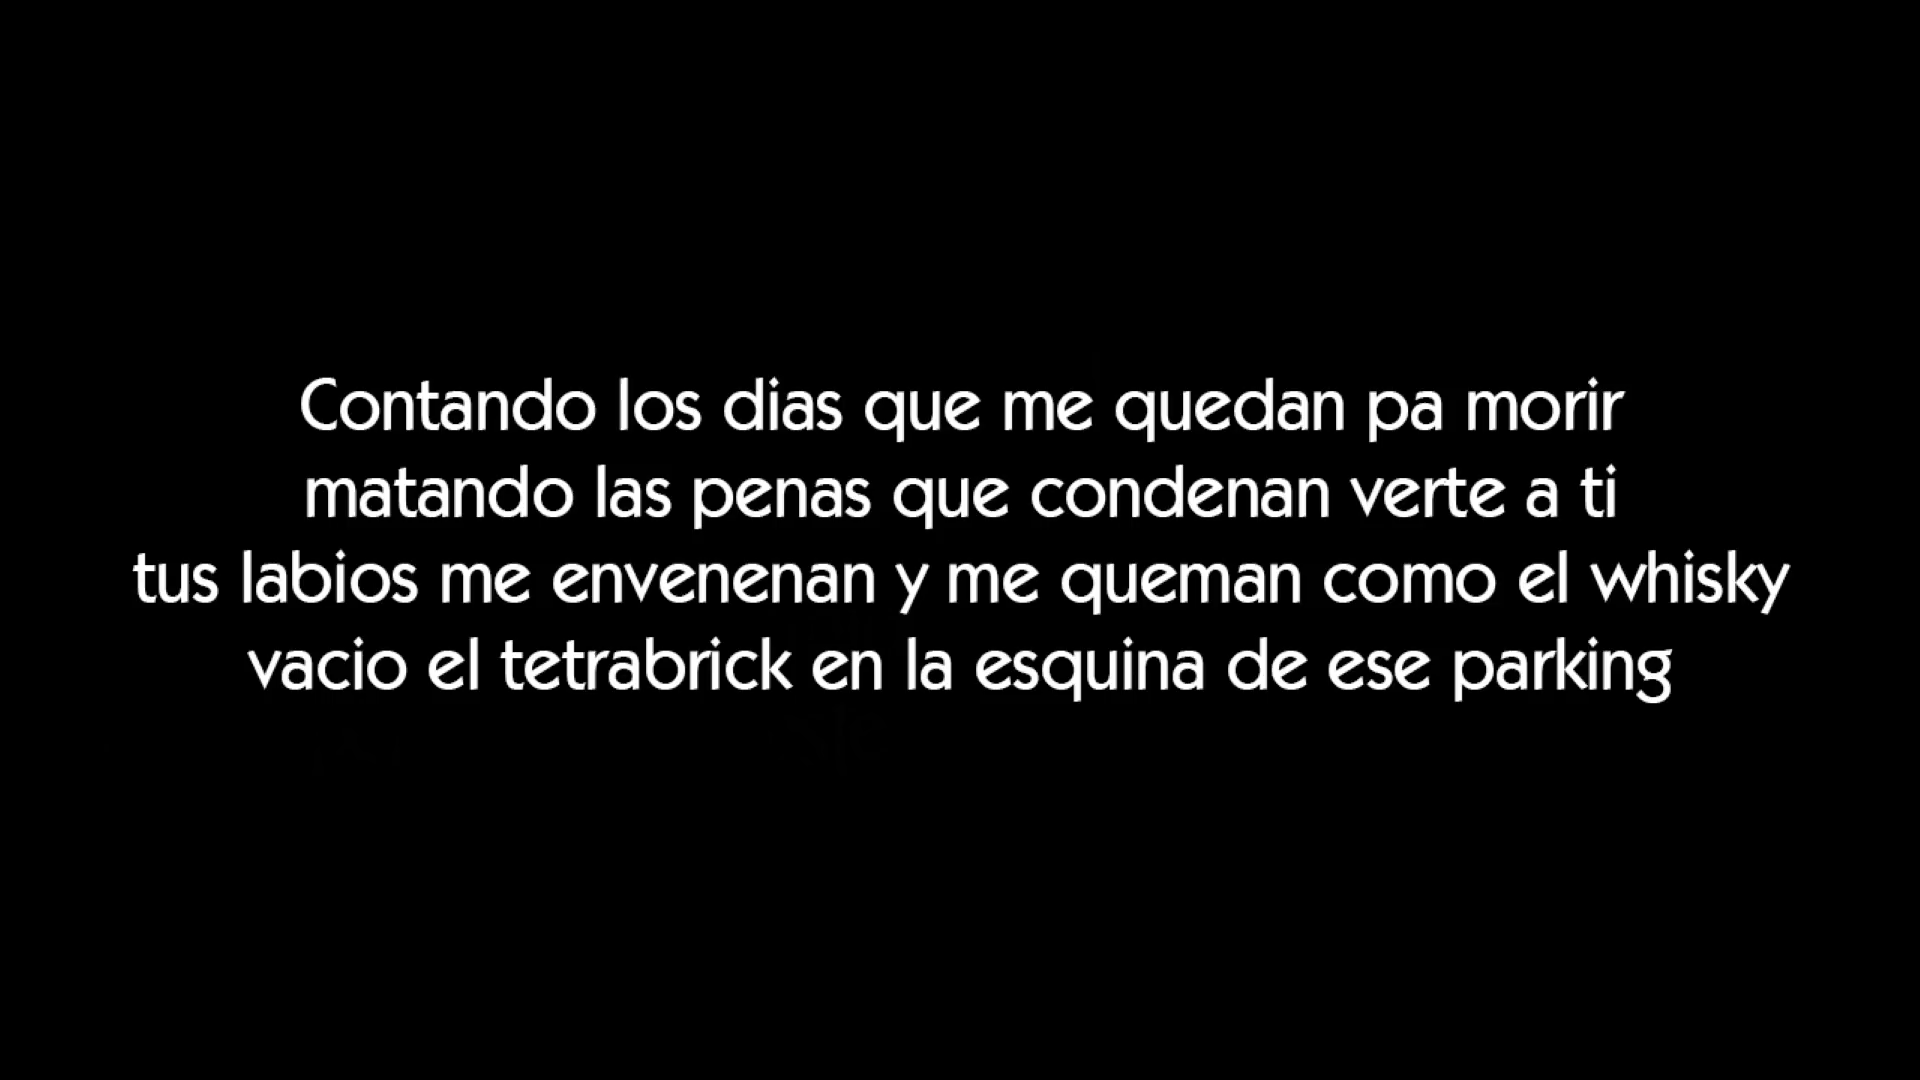 Contando los dias que me quedan pa morir
matando las penas que condenan verte a ti
tus labios me envenenan y me queman como el whisky
vacio el tetrabrick en la esquina de ese parking